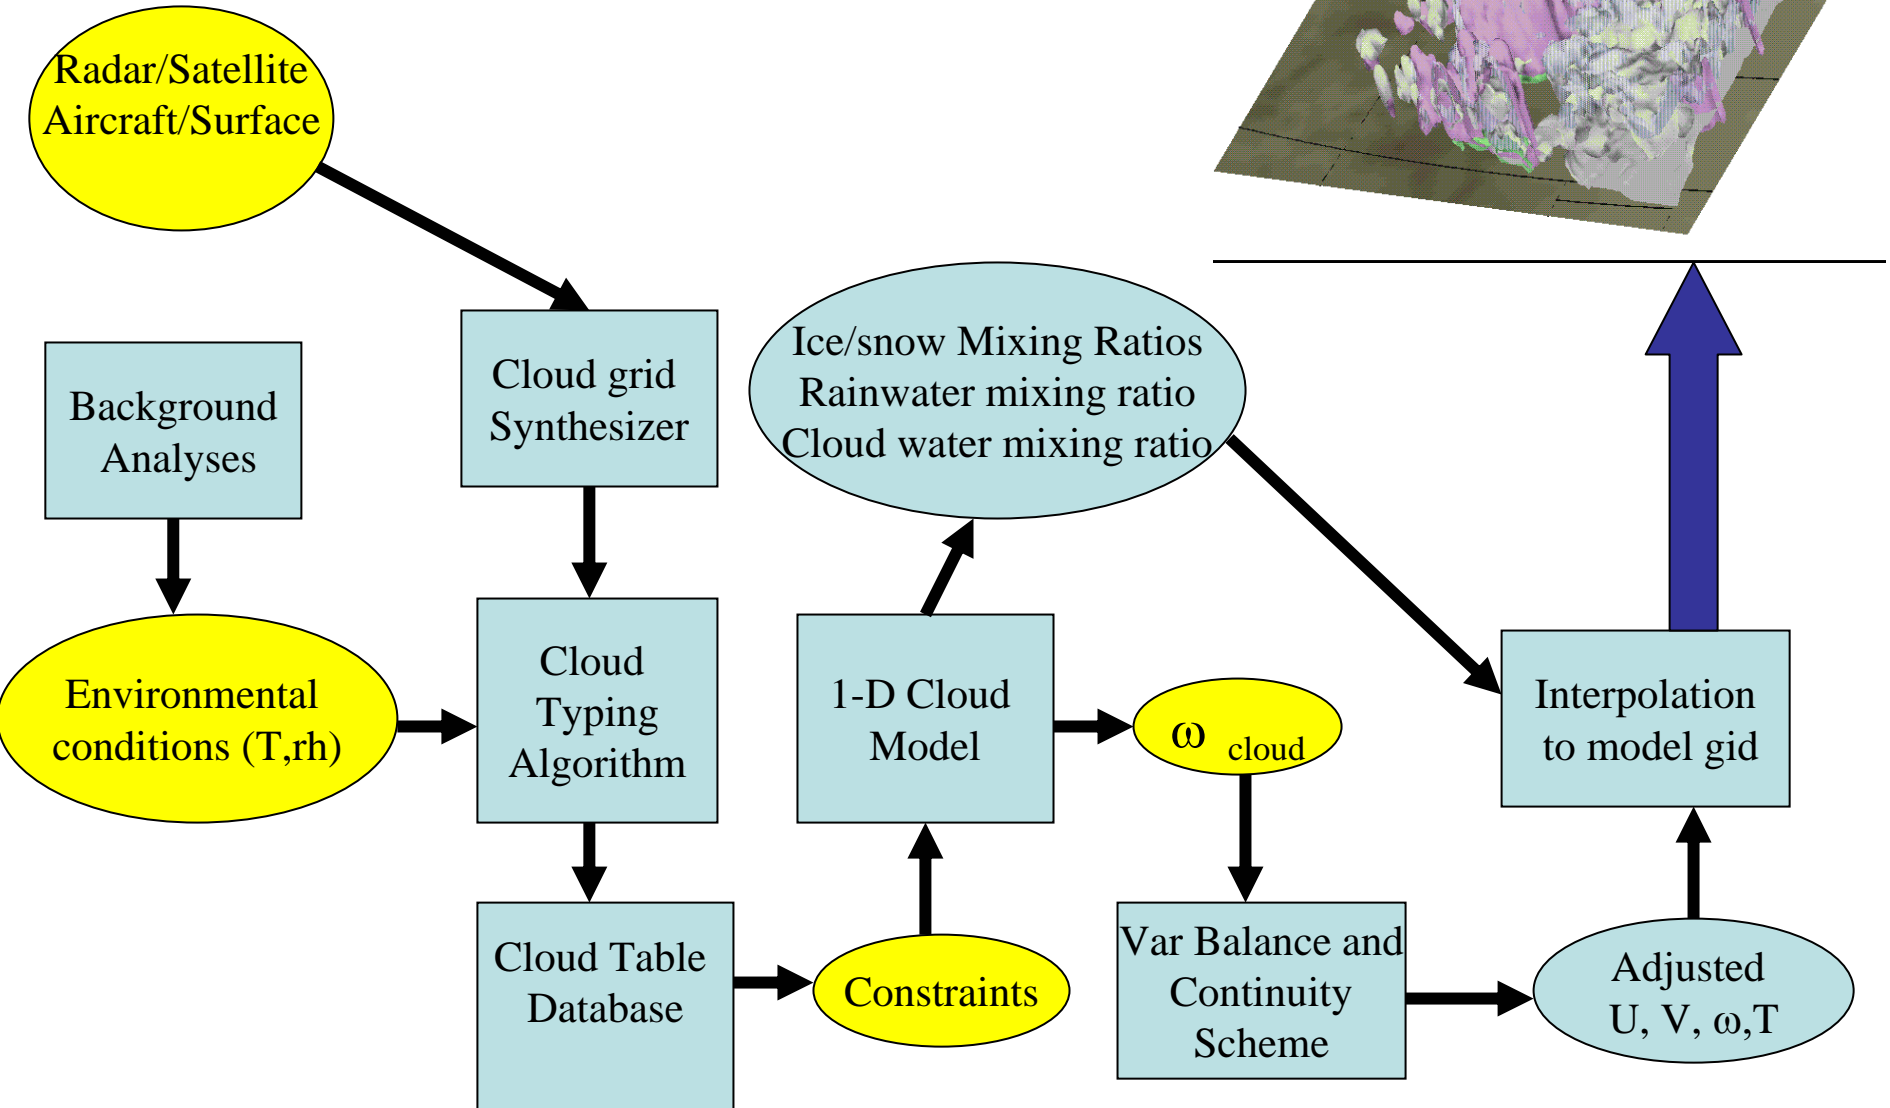 Radar/Satellite
Aircraft/Surface
Background
Analyses
Environmental
conditions (T,rh)
Cloud grid
Synthesizer
Cloud
Typing
Algorithm
Cloud Table
Database
Constraints
1-D Cloud
Model
Ice/snow Mixing Ratios
Rainwater mixing ratio
Cloud water mixing ratio
ω cloud
Var Balance and
Continuity
Scheme
Adjusted
U, V, ω,T
Interpolation
to model gid